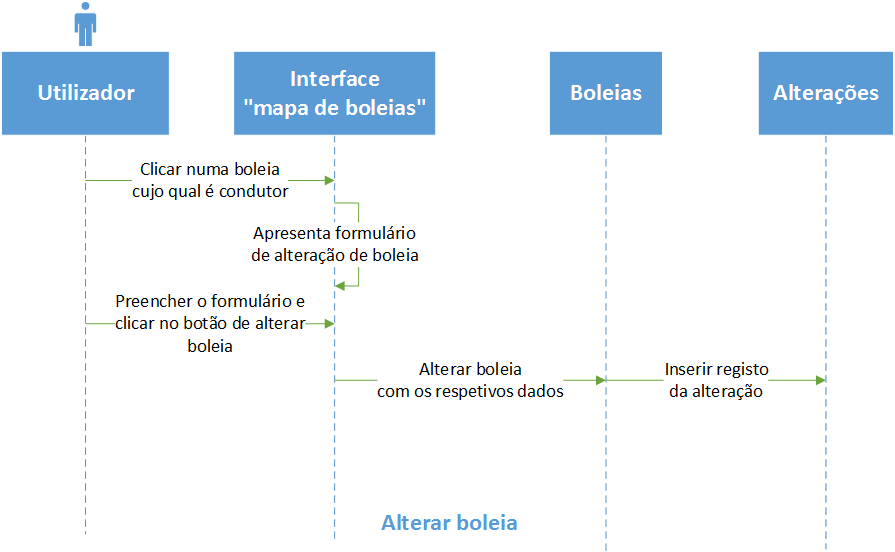 Utilizador
Interface
"mapa de boleias"
Boleias
Alterações
Clicar numa boleia
cujo qual é condutor
Apresenta formulário
de alteração de boleia
Preencher o formulário e
clicar no botão de alterar
boleia
Alterar boleia
com os respetivos dados
Inserir registo
da alteração
Alterar boleia